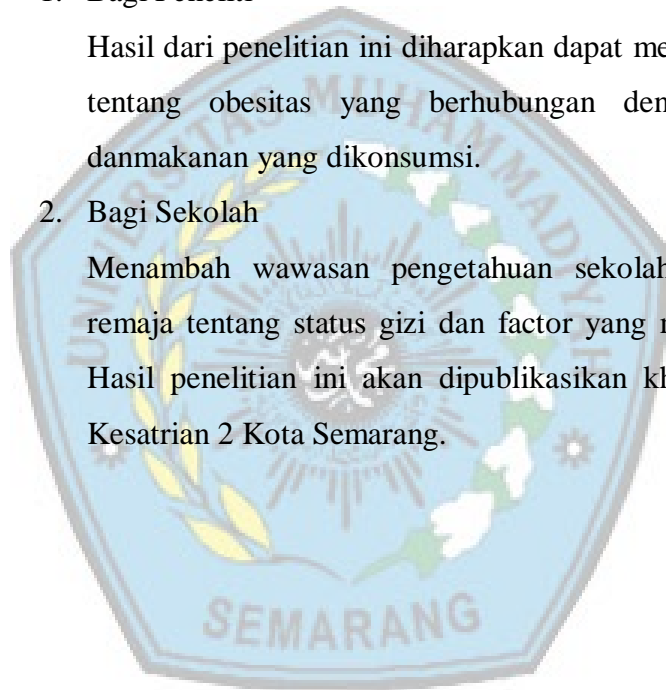 Hasil dari penelitian ini diharapkan dapat me
tentang obesitas yang berhubungan den
danmakanan yang dikonsumsi.
2. Bagi Sekolah
Menambah wawasan pengetahuan sekolah
remaja tentang status gizi dan factor yang
Hasil penelitian ini akan dipublikasikan kh
Kesatrian 2 Kota Semarang.
UNIVERSITAS MUHAMMADIYAH
SEMARANG